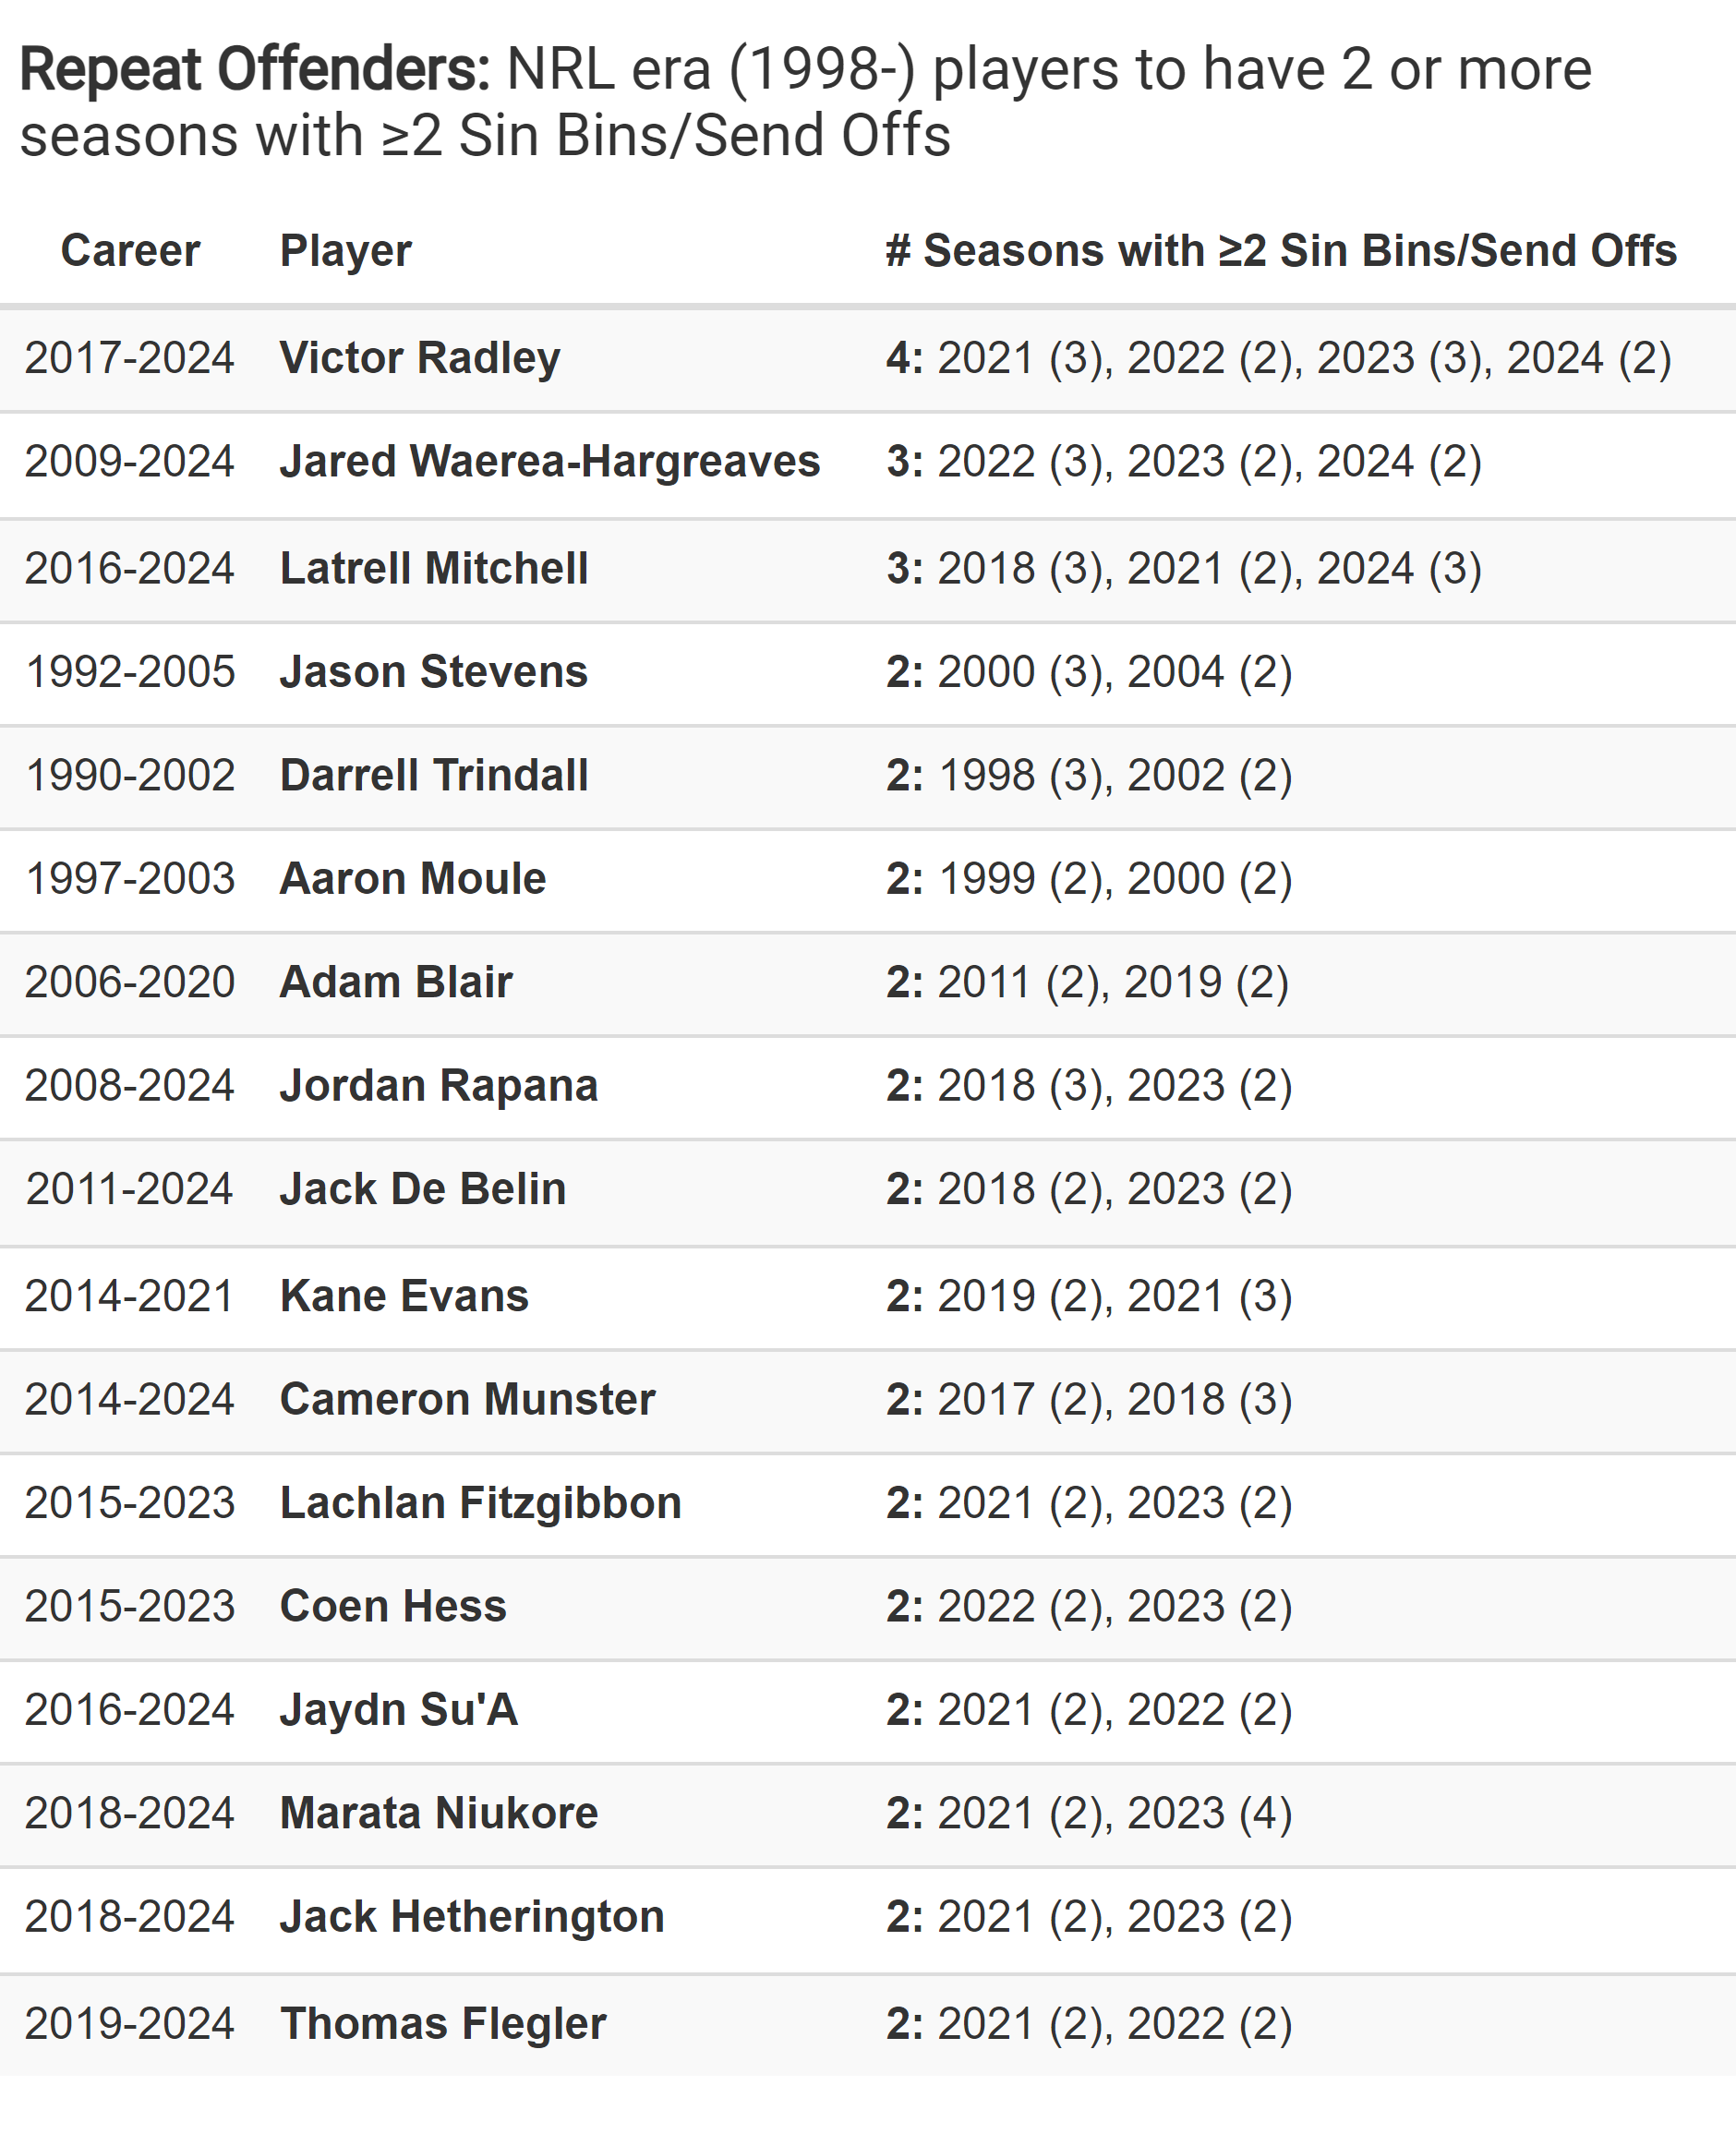 Repeat Offenders: NRL era (1998-) players to have 2 or more
seasons with ≥2 Sin Bins/Send Offs
Career Player # Seasons with ≥2 Sin Bins/Send Offs
2017-2024 Victor Radley 4: 2021 (3), 2022 (2), 2023 (3), 2024 (2)
2009-2024 Jared Waerea-Hargreaves 3: 2022 (3), 2023 (2), 2024 (2)
2016-2024 Latrell Mitchell 3: 2018 (3), 2021 (2), 2024 (3)
1992-2005 Jason Stevens 2: 2000 (3), 2004 (2)
1990-2002 Darrell Trindall 2: 1998 (3), 2002 (2)
1997-2003 Aaron Moule 2: 1999 (2), 2000 (2)
2006-2020 Adam Blair 2: 2011 (2), 2019 (2)
2008-2024 Jordan Rapana 2: 2018 (3), 2023 (2)
2011-2024 Jack De Belin 2: 2018 (2), 2023 (2)
2014-2021 Kane Evans 2: 2019 (2), 2021 (3)
2014-2024 Cameron Munster 2: 2017 (2), 2018 (3)
2015-2023 Lachlan Fitzgibbon 2: 2021 (2), 2023 (2)
2015-2023 Coen Hess 2: 2022 (2), 2023 (2)
2016-2024 Jaydn Su'A 2: 2021 (2), 2022 (2)
2018-2024 Marata Niukore 2: 2021 (2), 2023 (4)
2018-2024 Jack Hetherington 2: 2021 (2), 2023 (2)
2019-2024 Thomas Flegler 2: 2021 (2), 2022 (2)